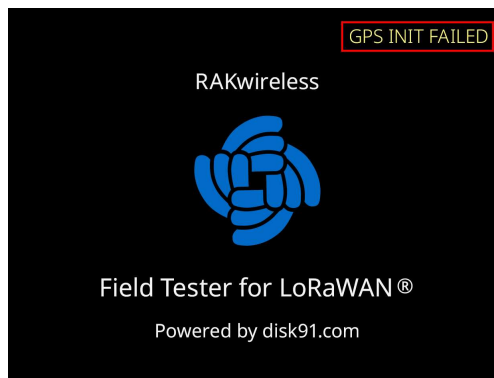 GPS INIT FAILED
RAKwireless
Field Tester for LoRaWAN®
Powered by disk91.com